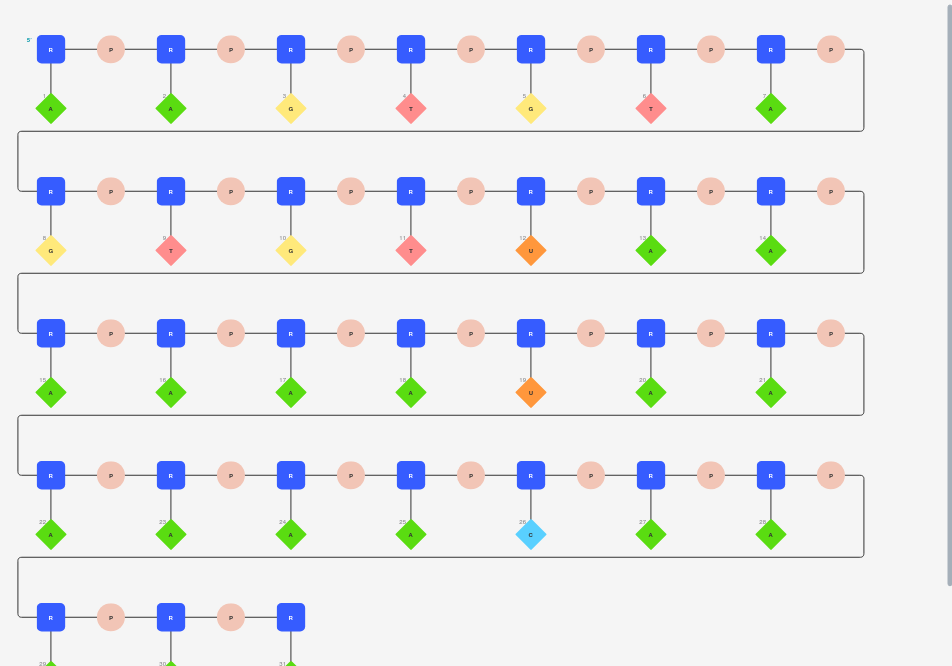 5'
R P R P R P R P R P R P R P
1 2 3 4 5 6 7
A A G T G T A
R P R P R P R P R P R P R P
8 9 10 11 12 13 14
G T G T U A A
R P R P R P R P R P R P R P
15 16 17 18 19 20 21
A A A A U A A
R P R P R P R P R P R P R P
22 23 24 25 26 27 28
A A A A C A A
R P R P R
29 30 31